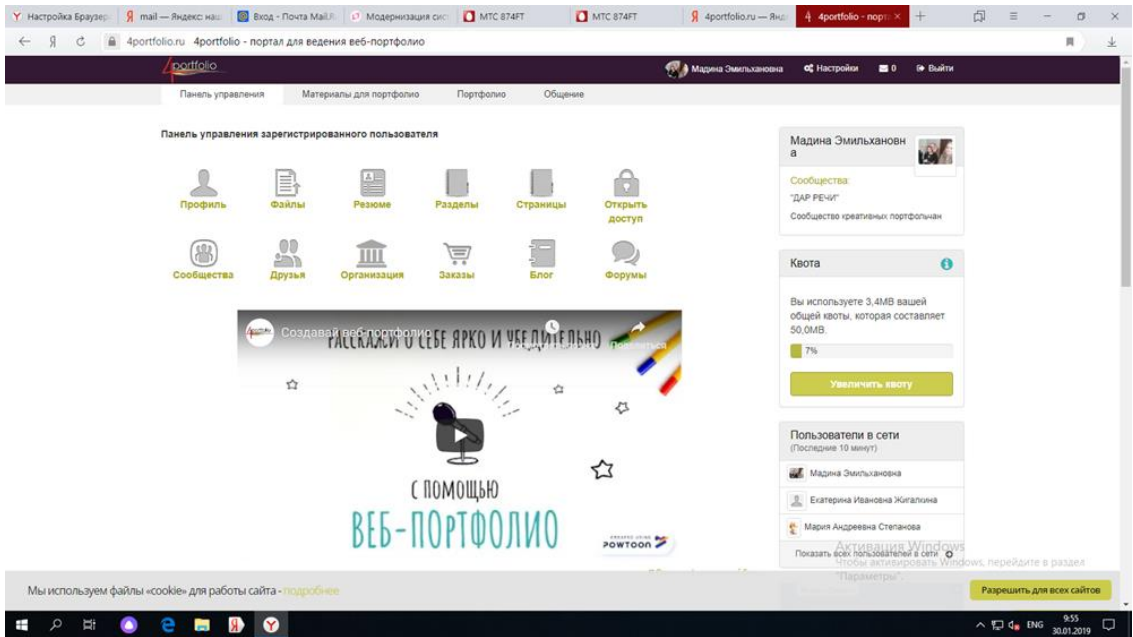 Настройка Браузер
mail — Яндекс: наш
Вход - Почта Mail.R
Модернизация сис
МТС 874FT
МТС 874FT
4portfolio.ru — Янд
4portfolio - порт
4portfolio.ru 4portfolio - портал для ведения веб-портфолио
4portfolio
Мадина Эмильхановна
Настройки
0
Выйти
Панель управления
Материалы для портфолио
Портфолио
Общение
Панель управления зарегистрированного пользователя
Профиль
Файлы
Резюме
Разделы
Страницы
Открыть
доступ
Сообщества
Друзья
Организация
Заказы
Блог
Форумы
Создавай веб-портфолио
РАССКАЖИ О СЕБЕ ЯРКО И УБЕДИТЕЛЬНО
Поделиться
С ПОМОЩЬЮ
ВЕБ-ПОРТФОЛИО
CREATED USING
POWTOON
Мадина Эмильхановн
а
Сообщества:
"ДАР РЕЧИ"
Сообщество креативных портфольчан
Квота
Вы используете 3,4MB вашей
общей квоты, которая составляет
50,0MB.
7%
Увеличить квоту
Пользователи в сети
(Последние 10 минут)
Мадина Эмильхановна
Екатерина Ивановна Жигалкина
Мария Андреевна Степанова
Показать всех пользователей в сети
Активация Windows
Чтобы активировать Windows, перейдите в раздел
"Параметры".
Мы используем файлы «cookie» для работы сайта - подробнее
Разрешить для всех сайтов
ENG
9:55
30.01.2019